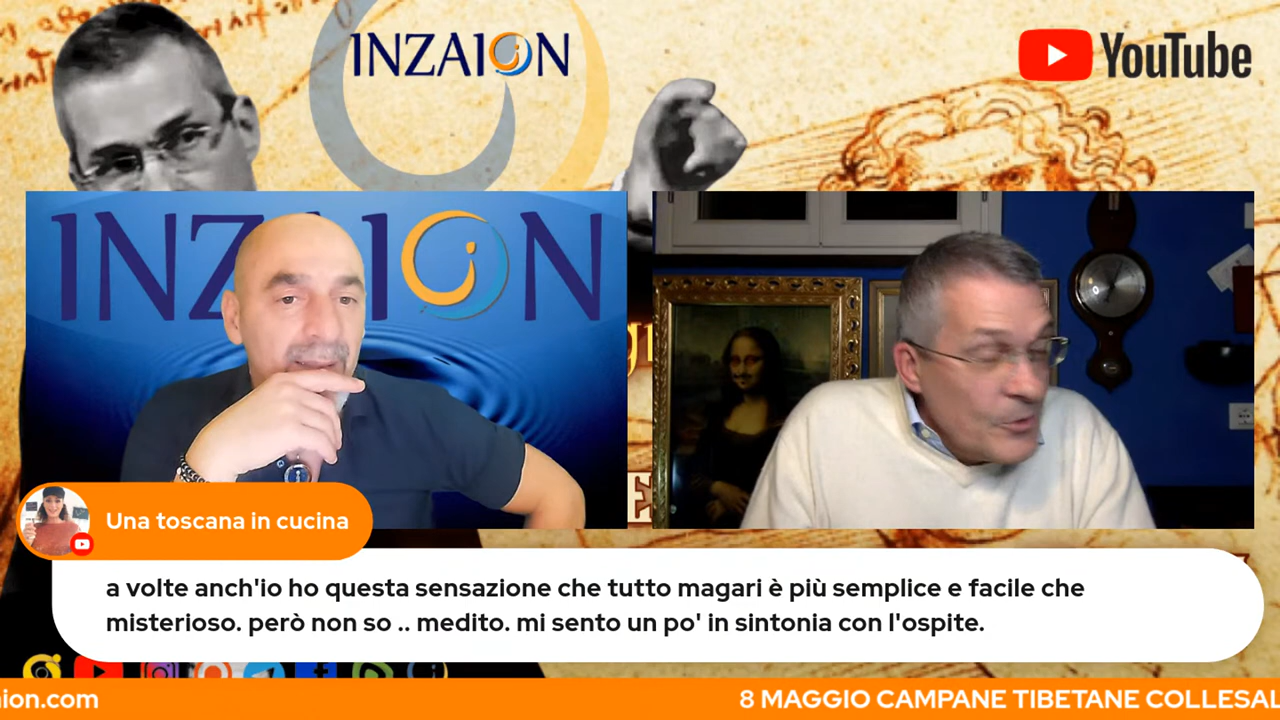 INZAION
YouTube
INZAION
Una toscana in cucina
a volte anch'io ho questa sensazione che tutto magari è più semplice e facile che
misterioso. però non so .. medito. mi sento un po' in sintonia con l'ospite.
ion.com
8 MAGGIO CAMPANE TIBETANE COLLESAL